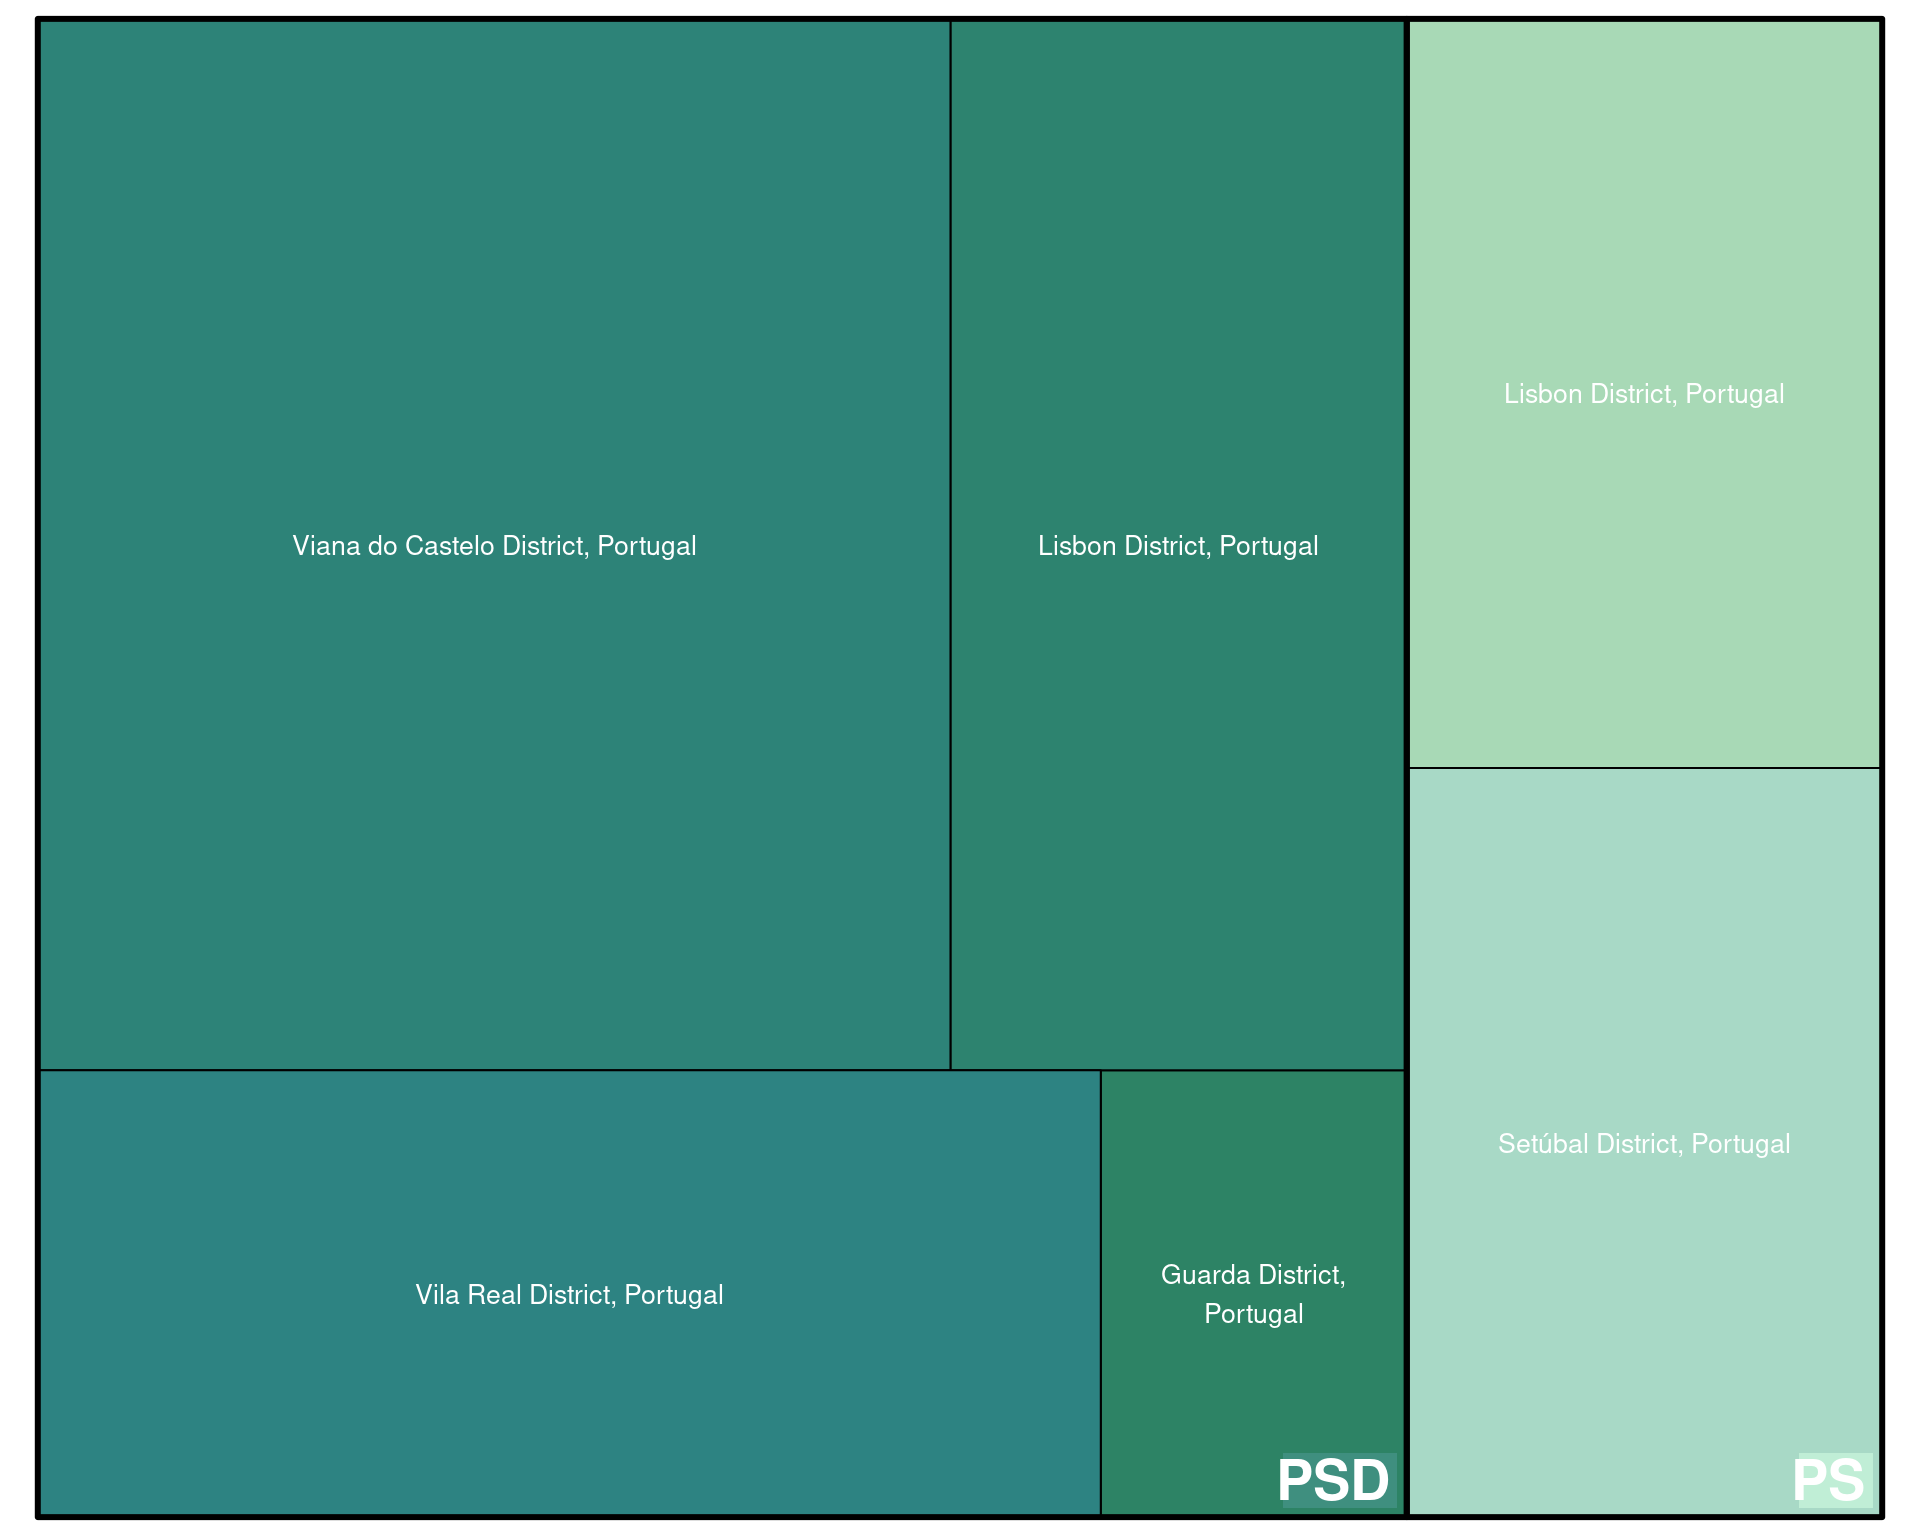 Viana do Castelo District, Portugal
Lisbon District, Portugal
Lisbon District, Portugal
Setúbal District, Portugal
Vila Real District, Portugal
Guarda District,
Portugal
PSD
PS